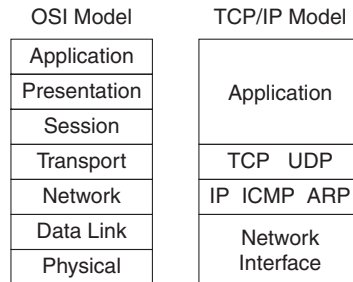 OSI Model
Application
Presentation
Session
Transport
Network
Data Link
Physical
TCP/IP Model
Application
TCP UDP
IP ICMP ARP
Network
Interface